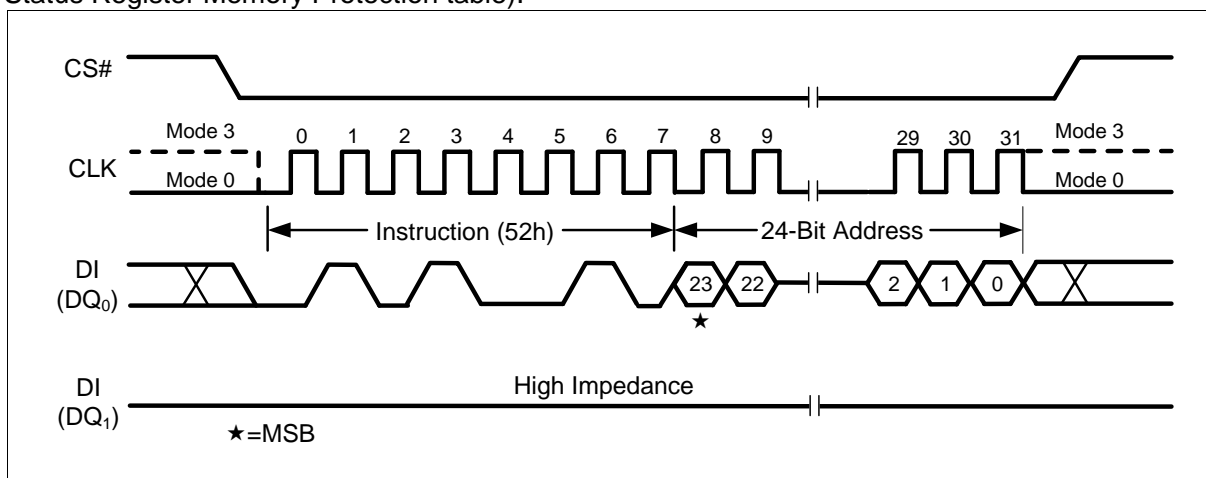 Status Register Memory Protection table).
CS#
Mode 3 0 1 2 3 4 5 6 7 8 9 29 30 31 Mode 3
CLK
Mode 0 Mode 0
Instruction (52h) 24-Bit Address
DI
(DQ0)
23 22 2 1 0
★
DI
(DQ1)
High Impedance
★=MSB